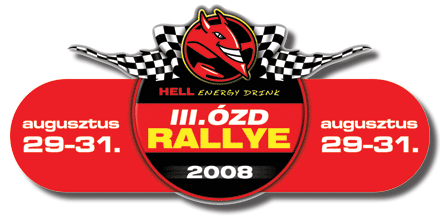 HELL ENERGY DRINK
III. ÓZD
RALLYE
2008
augusztus
29-31.
augusztus
29-31.